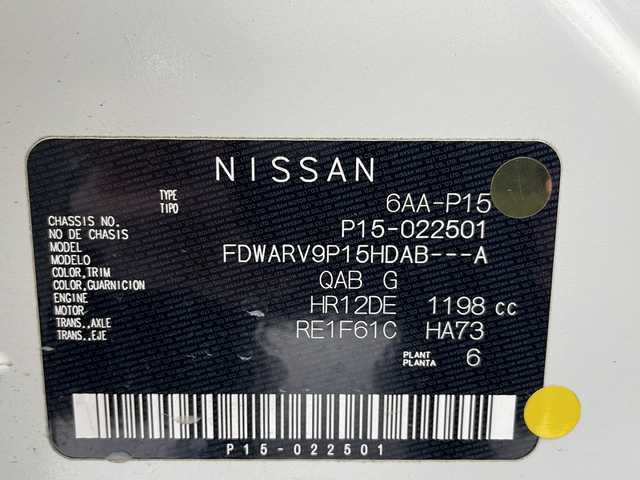 NISSAN
TYPE 6AA-P15
TIPO
CHASSIS NO. P15-022501
NO DE CHASSIS
MODEL FDWARV9P15HDAB---A
MODELO
COLOR,TRIM QAB G
COLOR,GUARNICION
ENGINE HR12DE 1198 cc
MOTOR
TRANS.,AXLE RE1F61C HA73
TRANS.,EJE
PLANT 6
PLANTA
P15-022501